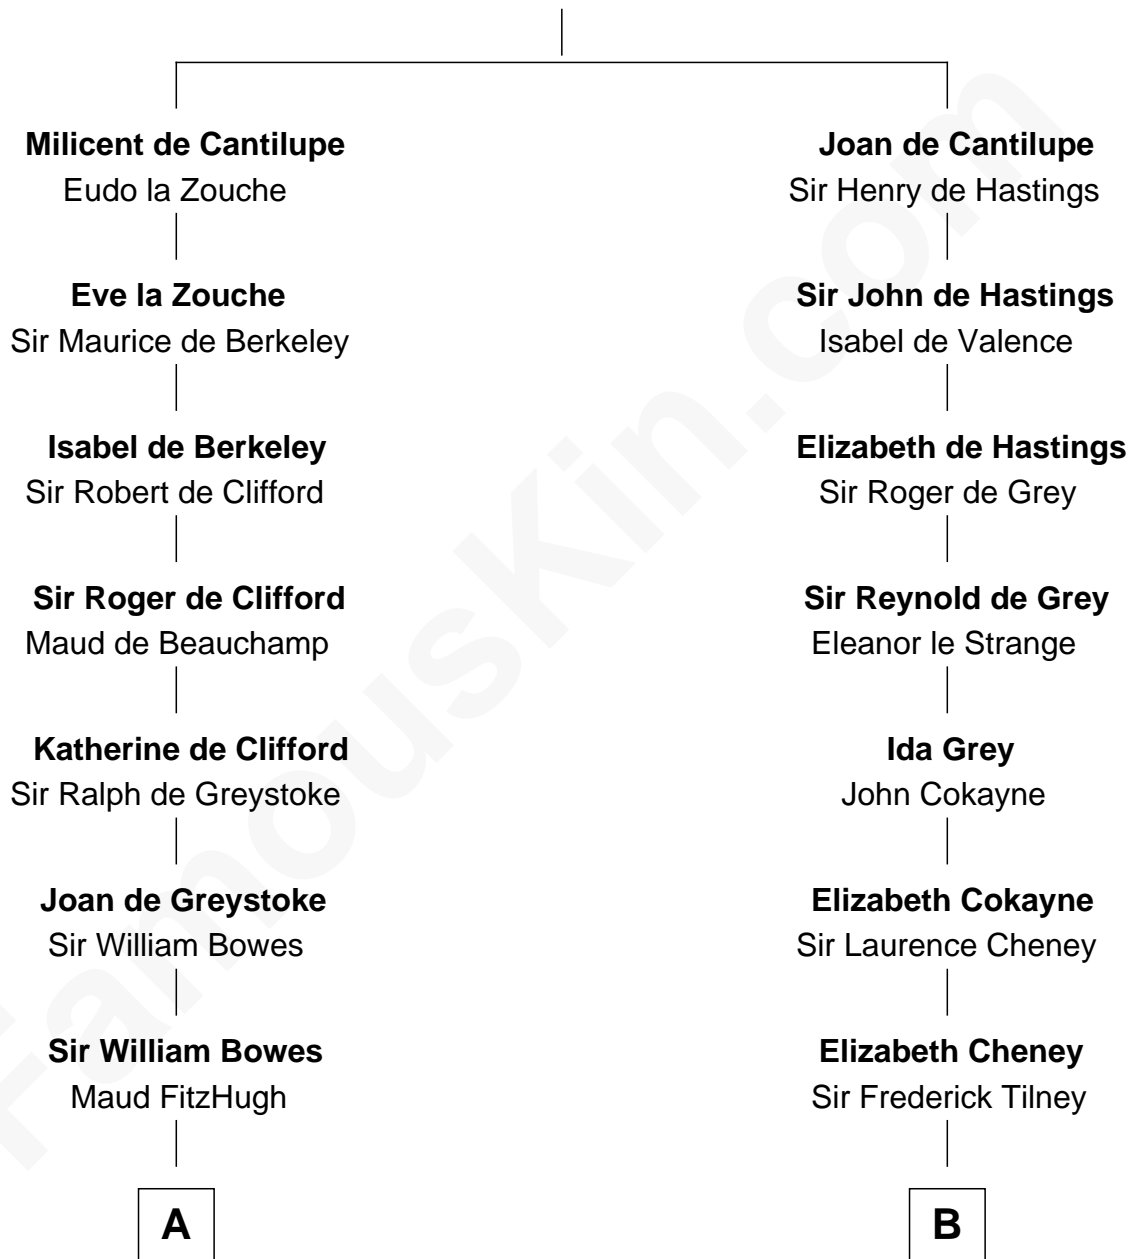 Milicent de Cantilupe
Eudo la Zouche
Eve la Zouche
Sir Maurice de Berkeley
Isabel de Berkeley
Sir Robert de Clifford
Sir Roger de Clifford
Maud de Beauchamp
Katherine de Clifford
Sir Ralph de Greystoke
Joan de Greystoke
Sir William Bowes
Sir William Bowes
Maud FitzHugh
A
Joan de Cantilupe
Sir Henry de Hastings
Sir John de Hastings
Isabel de Valence
Elizabeth de Hastings
Sir Roger de Grey
Sir Reynold de Grey
Eleanor le Strange
Ida Grey
John Cokayne
Elizabeth Cokayne
Sir Laurence Cheney
Elizabeth Cheney
Sir Frederick Tilney
B
FamousKin.com